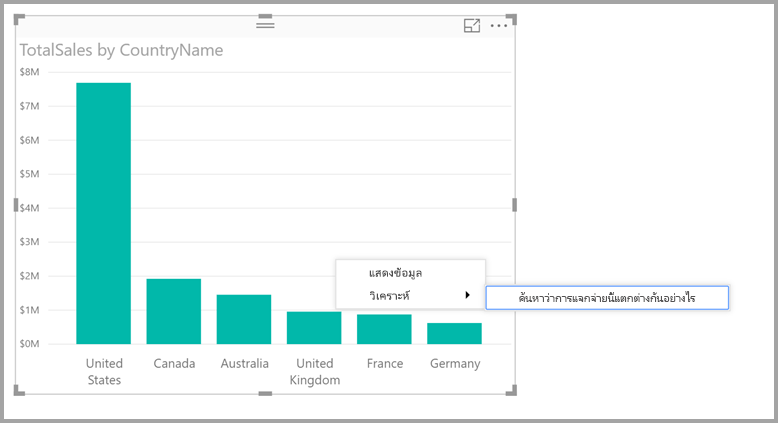 TotalSales by CountryName
$8M
$7M
$6M
$5M
$4M
$3M
$2M
$1M
$0M
แสดงข้อมูล
วิเคราะห์
ค้นหาว่าการแจกจ่ายนี้แตกต่างกันอย่างไร
United
States
Canada
Australia
United
Kingdom
France
Germany